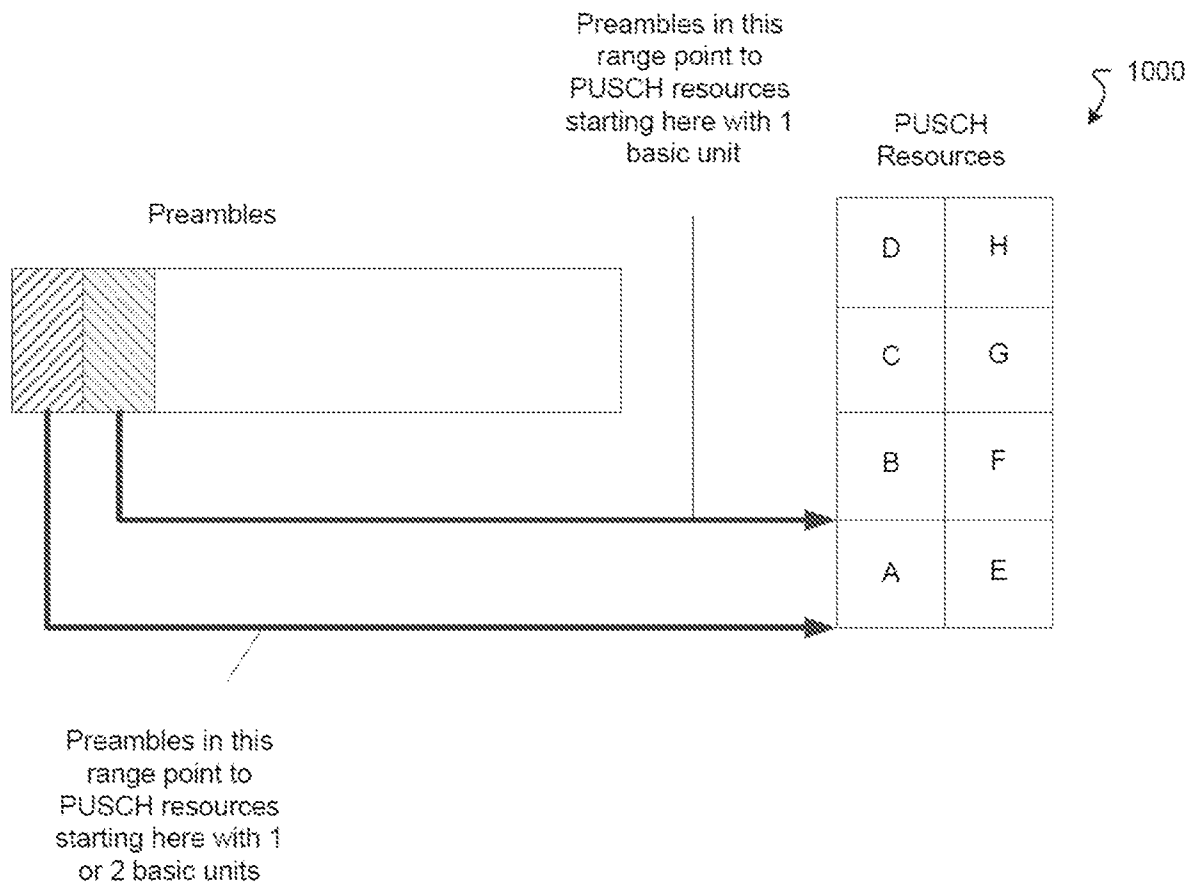 Preambles in this
range point to
PUSCH resources
starting here with 1
basic unit
1000
PUSCH
Resources
Preambles
D H
C G
B F
A E
Preambles in this
range point to
PUSCH resources
starting here with 1
or 2 basic units